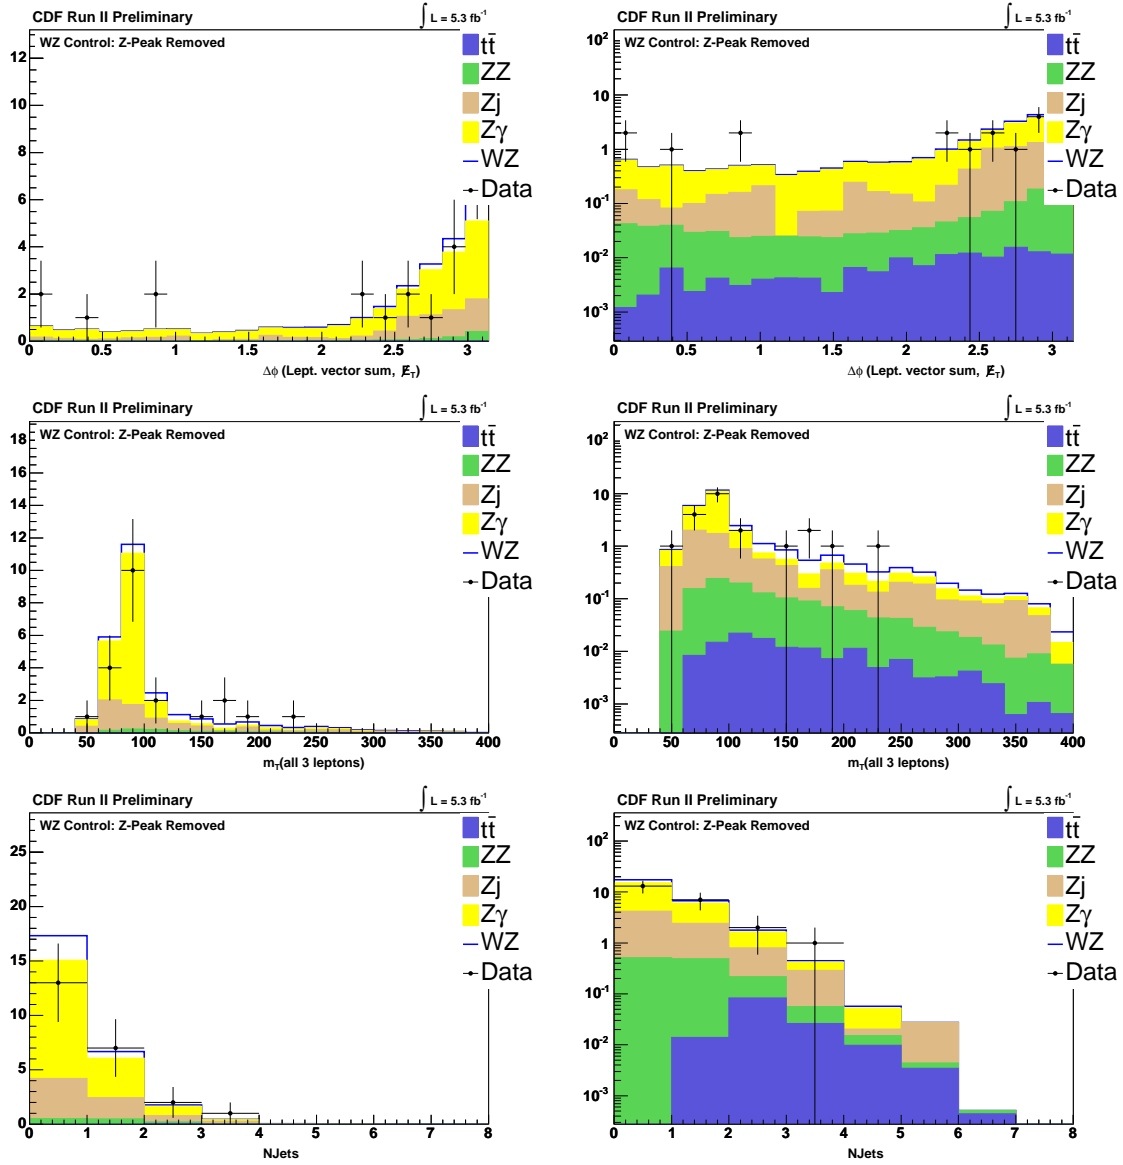 CDF Run II Preliminary ∫ L = 5.3 fb⁻¹
WZ Control: Z-Peak Removed
12
10
8
6
4
2
0
tt̄
ZZ
Zj
Zγ
WZ
Data
0 0.5 1 1.5 2 2.5 3
Δϕ (Lept. vector sum, E̸_T)
CDF Run II Preliminary ∫ L = 5.3 fb⁻¹
WZ Control: Z-Peak Removed
10²
10
1
10⁻¹
10⁻²
10⁻³
tt̄
ZZ
Zj
Zγ
WZ
Data
0 0.5 1 1.5 2 2.5 3
Δϕ (Lept. vector sum, E̸_T)
CDF Run II Preliminary ∫ L = 5.3 fb⁻¹
WZ Control: Z-Peak Removed
18
16
14
12
10
8
6
4
2
0
tt̄
ZZ
Zj
Zγ
WZ
Data
0 50 100 150 200 250 300 350 400
m_T(all 3 leptons)
CDF Run II Preliminary ∫ L = 5.3 fb⁻¹
WZ Control: Z-Peak Removed
10²
10
1
10⁻¹
10⁻²
10⁻³
tt̄
ZZ
Zj
Zγ
WZ
Data
0 50 100 150 200 250 300 350 400
m_T(all 3 leptons)
CDF Run II Preliminary ∫ L = 5.3 fb⁻¹
WZ Control: Z-Peak Removed
25
20
15
10
5
0
tt̄
ZZ
Zj
Zγ
WZ
Data
0 1 2 3 4 5 6 7 8
NJets
CDF Run II Preliminary ∫ L = 5.3 fb⁻¹
WZ Control: Z-Peak Removed
10²
10
1
10⁻¹
10⁻²
10⁻³
tt̄
ZZ
Zj
Zγ
WZ
Data
0 1 2 3 4 5 6 7 8
NJets